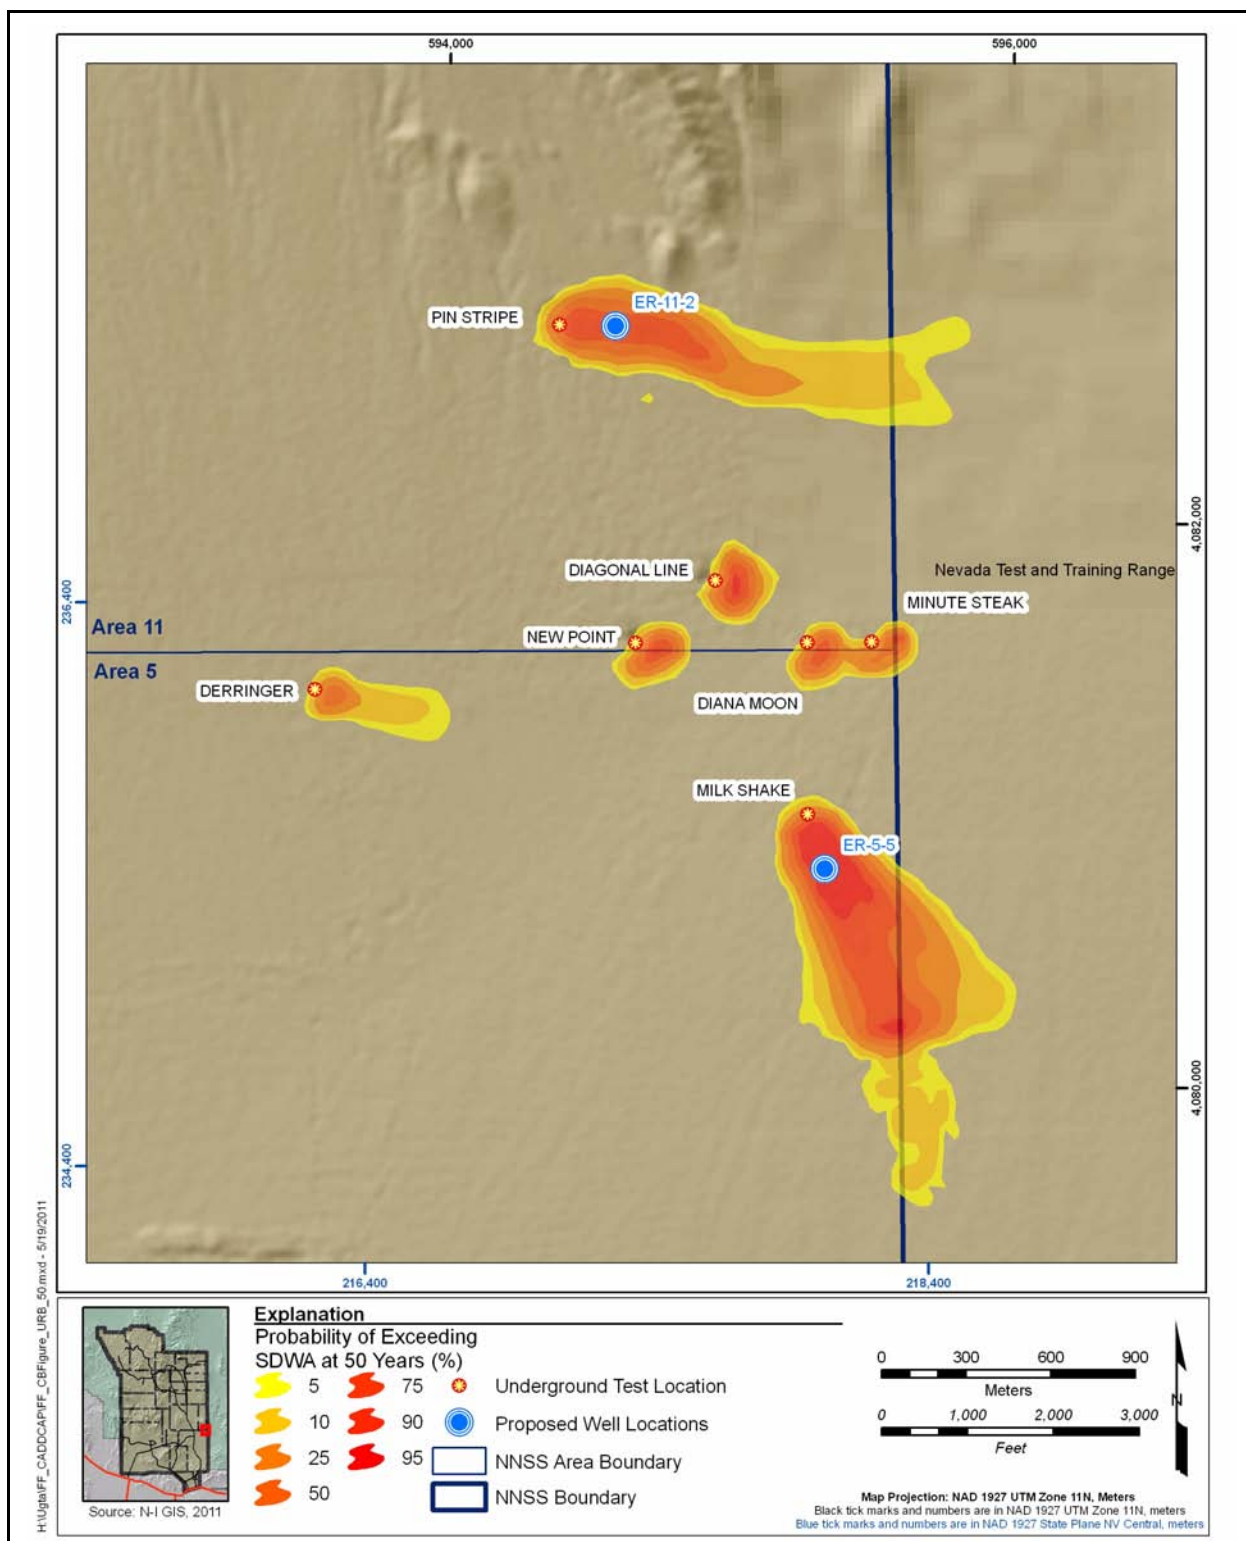 594,000
596,000
ER-11-2
PIN STRIPE
4,082,000
DIAGONAL LINE
Nevada Test and Training Range
236,400
MINUTE STEAK
Area 11
NEW POINT
Area 5
DERRINGER
DIANA MOON
MILK SHAKE
ER-5-5
4,080,000
234,400
216,400
218,400
H:\Ugta\FF_CADDCAP\FF_CBFigure_URB_50.mxd - 5/19/2011
Source: N-I GIS, 2011
Explanation
Probability of Exceeding
SDWA at 50 Years (%)
5
10
25
50
75
90
95
Underground Test Location
Proposed Well Locations
NNSS Area Boundary
NNSS Boundary
0 300 600 900
Meters
0 1,000 2,000 3,000
Feet
N
Map Projection: NAD 1927 UTM Zone 11N, Meters
Black tick marks and numbers are in NAD 1927 UTM Zone 11N, meters
Blue tick marks and numbers are in NAD 1927 State Plane NV Central, meters